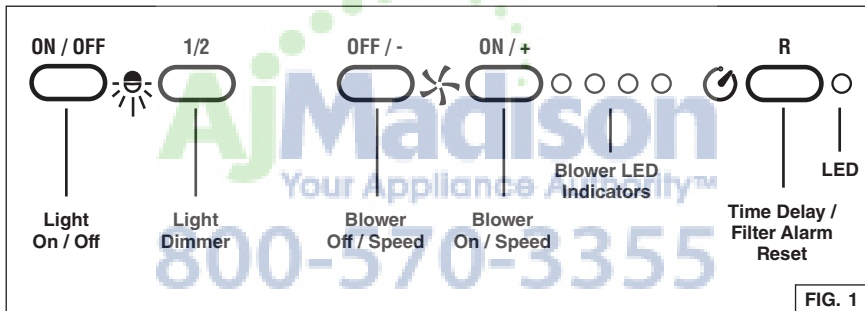 ON / OFF
1/2
OFF / -
ON / +
R
Blower LED
Indicators
LED
Light
On / Off
Light
Dimmer
Blower
Off / Speed
Blower
On / Speed
Time Delay /
Filter Alarm
Reset
AjMadison
Your Appliance Authority™
800-570-3355
FIG. 1